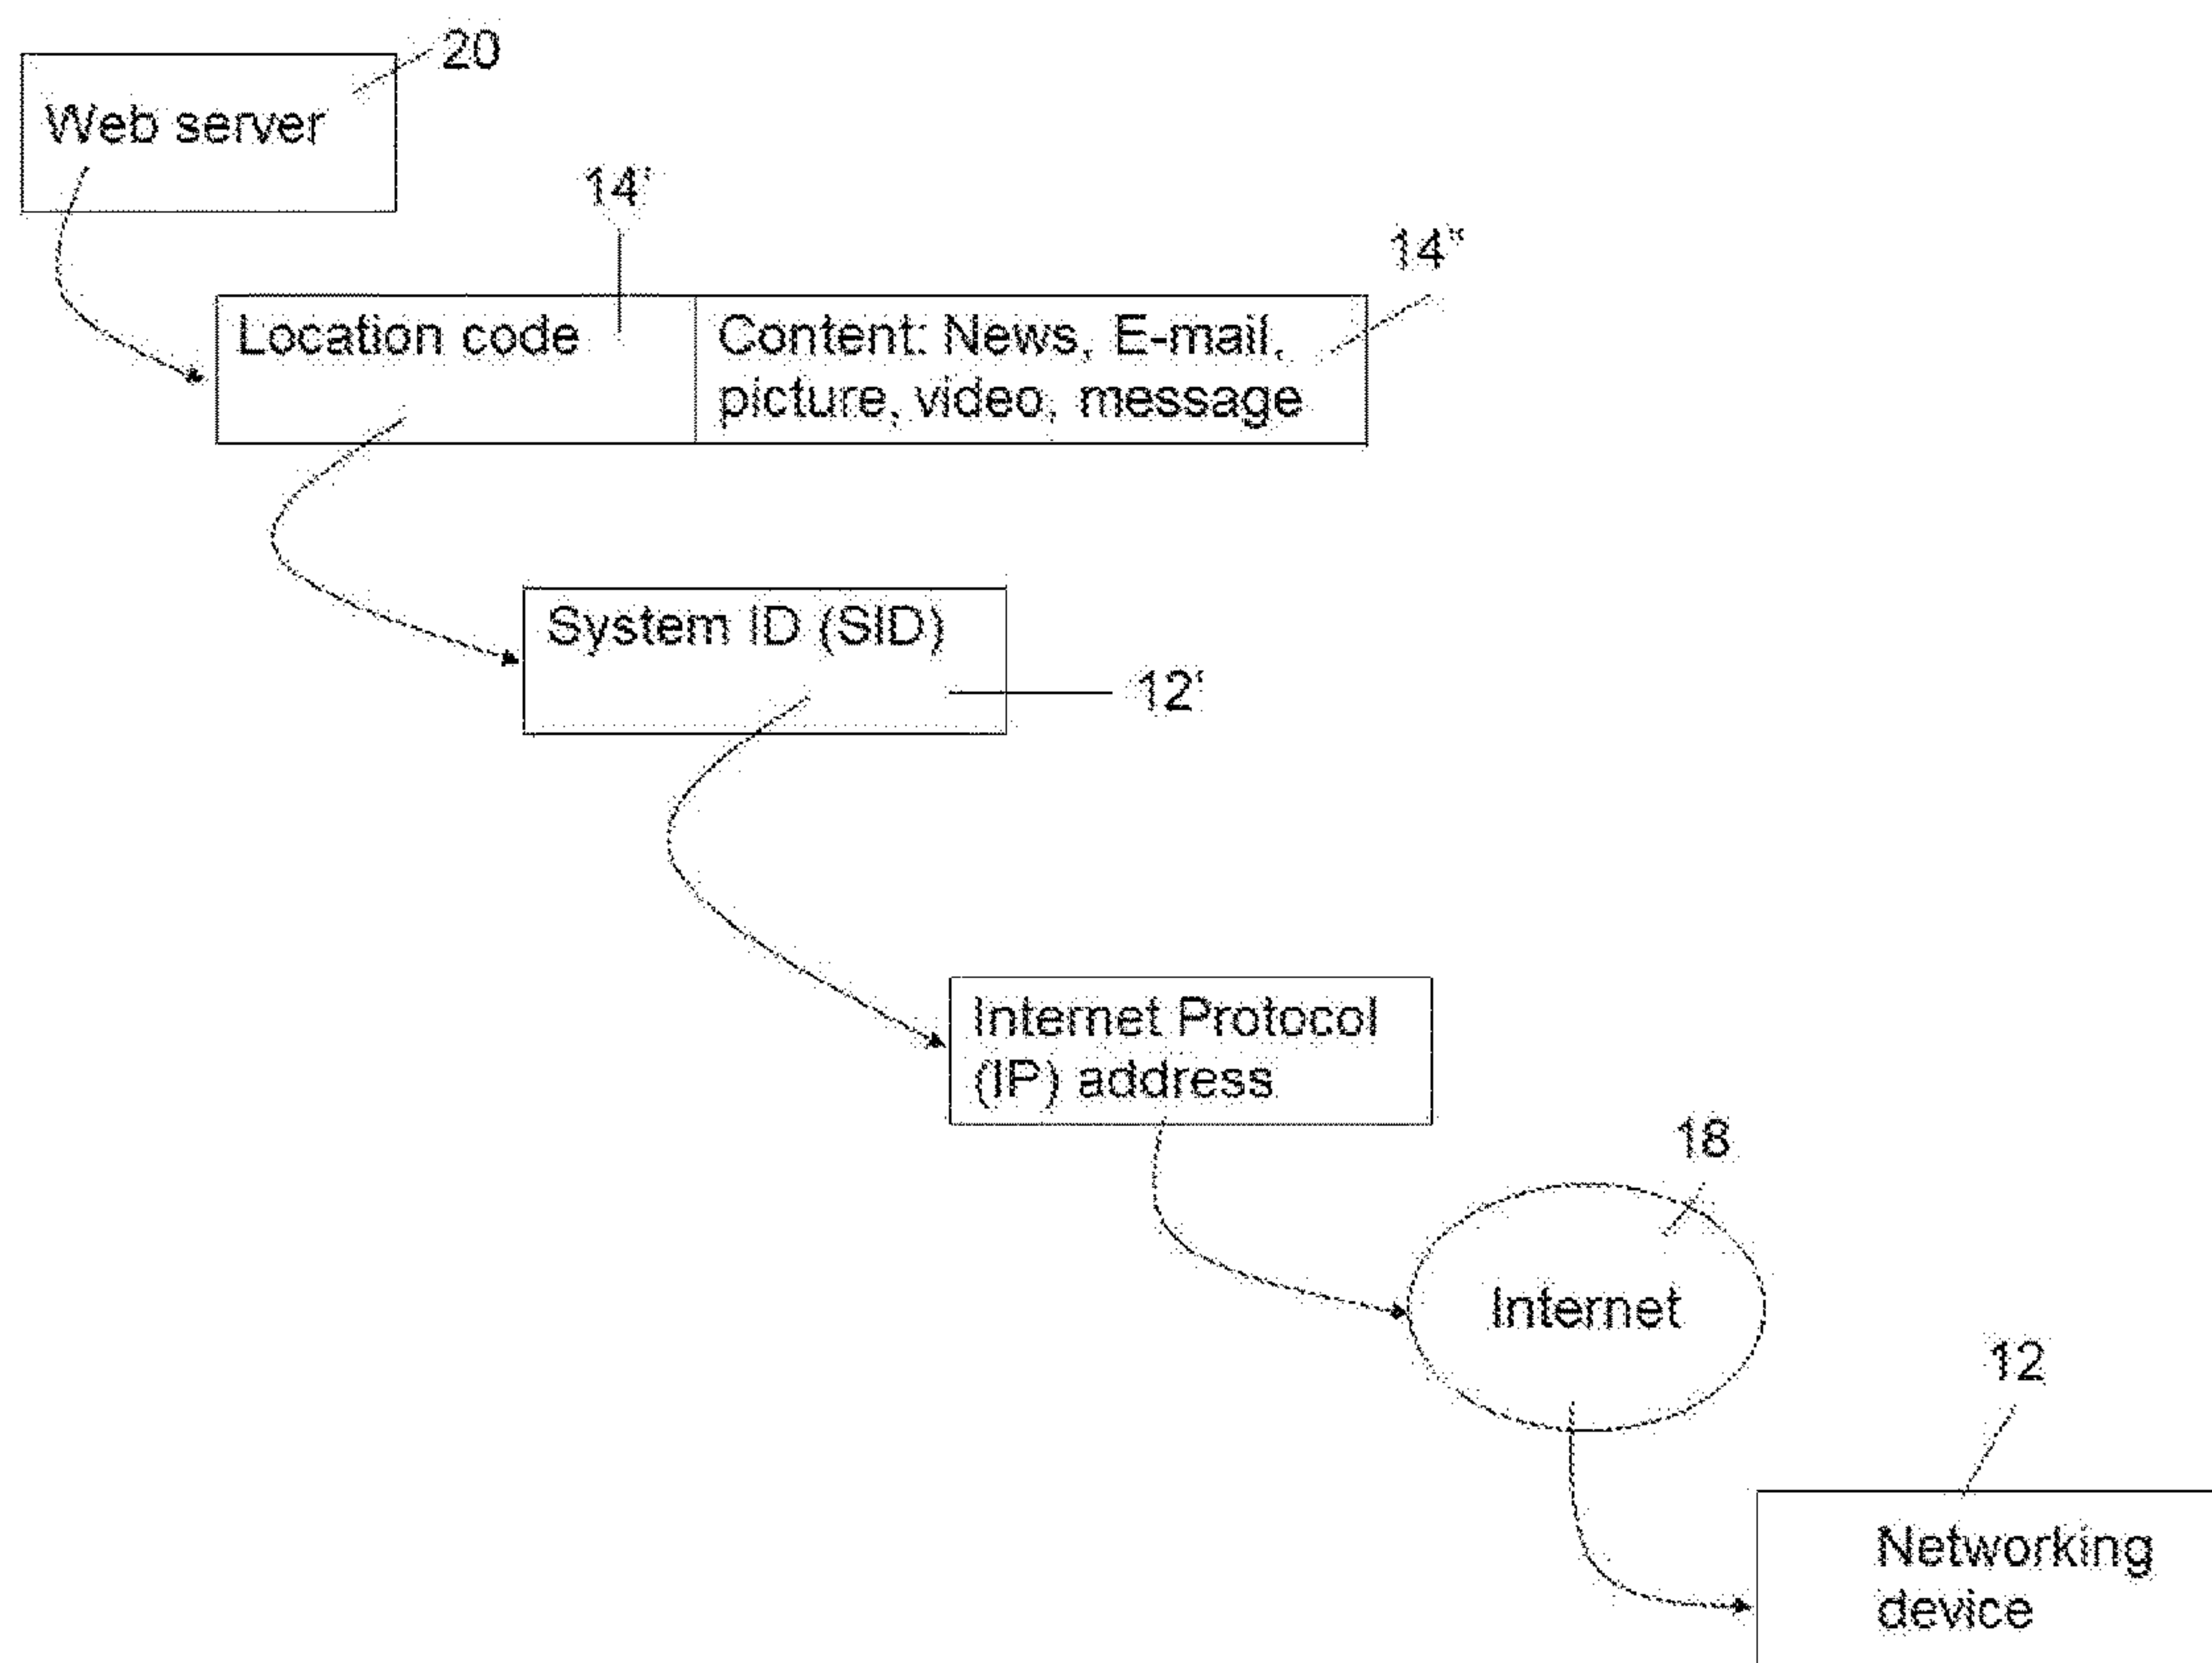 20
Web server
14'
14"
Location code
Content: News, E-mail,
picture, video, message
System ID (SID)
12'
Internet Protocol
(IP) address
18
Internet
12
Networking
device